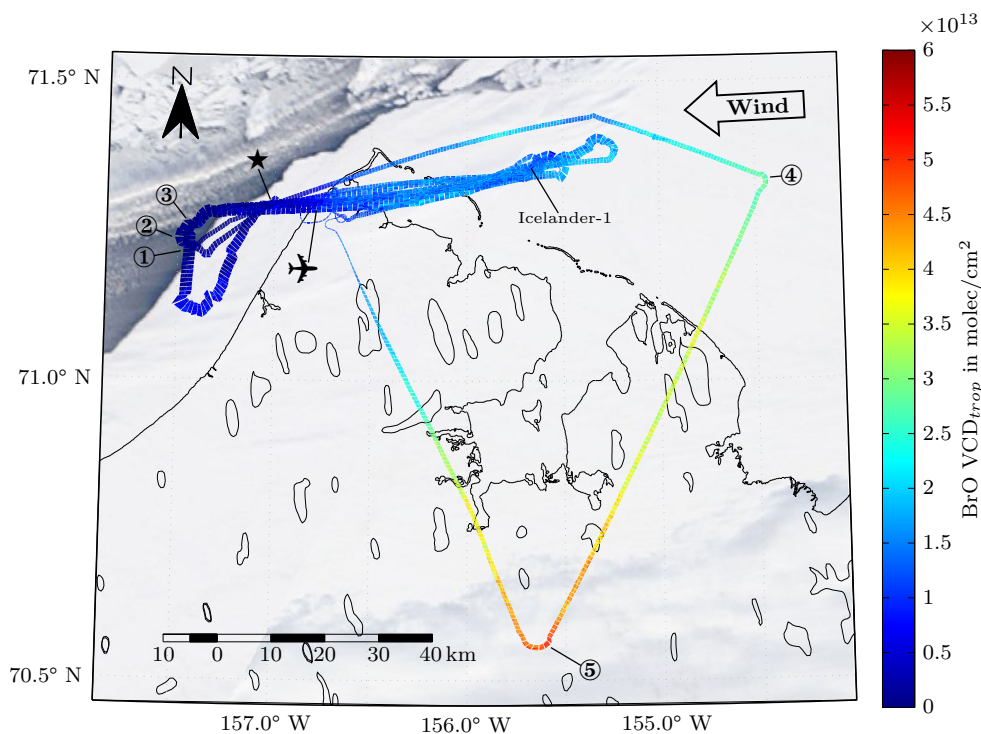 ×10¹³
71.5° N
N
Wind
6
5.5
5
4.5
4
3.5
3
2.5
2
1.5
1
0.5
0
BrO VCD_trop in molec/cm²
③
②
①
④
Icelander-1
71.0° N
⑤
10 0 10 20 30 40 km
70.5° N
157.0° W 156.0° W 155.0° W